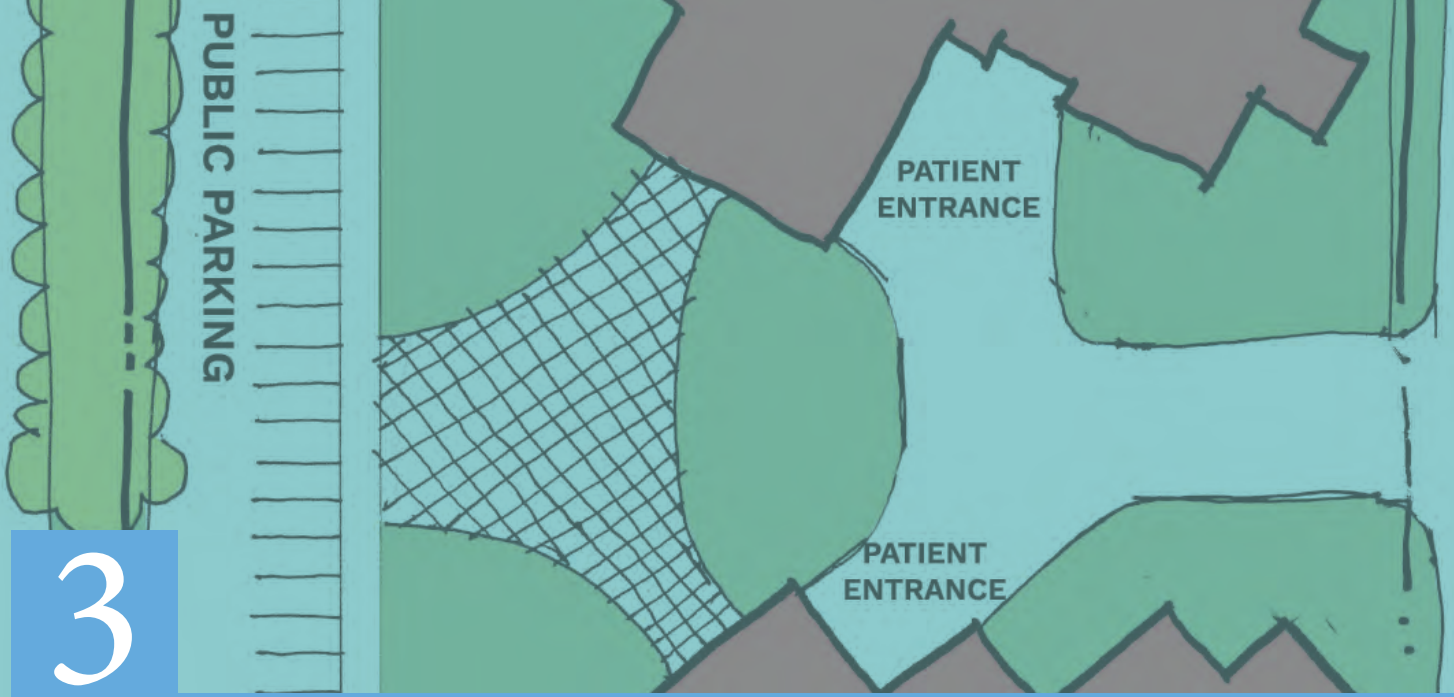 PUBLIC PARKING
PATIENT
ENTRANCE
PATIENT
ENTRANCE
3